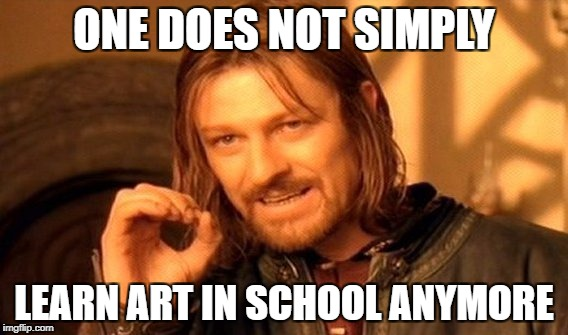 ONE DOES NOT SIMPLY
LEARN ART IN SCHOOL ANYMORE
imgflip.com